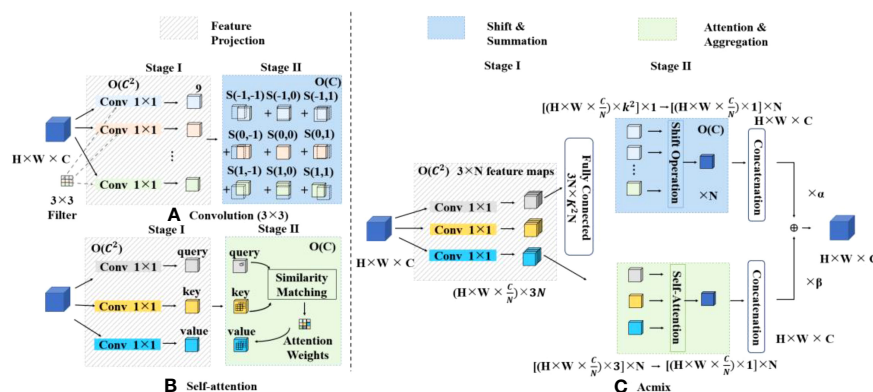 Feature
Projection
Shift &
Summation
Attention &
Aggregation
Stage I
Stage II
O(C²)
9
O(C)
Conv 1×1
Conv 1×1
⋮
Conv 1×1
S(-1,-1) S(-1,0) S(-1,1)
+ +
S(0,-1) S(0,0) S(0,1)
+ + +
S(1,-1) S(1,0) S(1,1)
+ + +
H×W×C
3×3
Filter
A Convolution (3×3)
Stage I
Stage II
O(C²)
query
query
O(C)
Conv 1×1
Similarity
Matching
key
key
Conv 1×1
value
value
Conv 1×1
Attention
Weights
B Self-attention
Stage I
Stage II
[(H×W×C/N)×k²]×1→[(H×W×C/N)×1]×N
H×W×C
O(C)
Shift Operation
⋮
×N
Concatenation
O(C²) 3×N feature maps
Fully Connected
3N×K²N
Conv 1×1
Conv 1×1
Conv 1×1
H×W×C
(H×W×C/N)×3N
×α
⊕
H×W×C
×β
Self-Attention
Concatenation
H×W×C
[(H×W×C/N)×3]×N → [(H×W×C/N)×1]×N
C Acmix